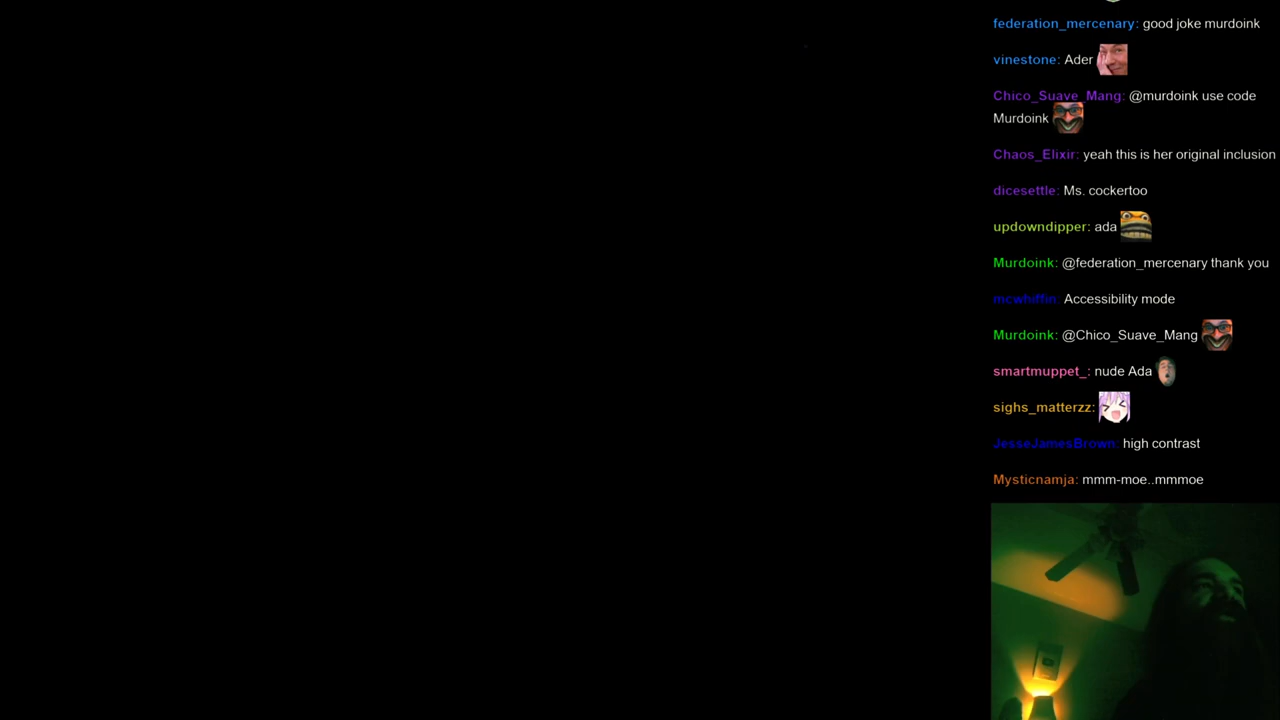 federation_mercenary: good joke murdoink
vinestone: Ader
Chico_Suave_Mang: @murdoink use code
Murdoink
Chaos_Elixir: yeah this is her original inclusion
dicesettle: Ms. cockertoo
updowndipper: ada
Murdoink: @federation_mercenary thank you
mcwhiffin: Accessibility mode
Murdoink: @Chico_Suave_Mang
smartmuppet_: nude Ada
sighs_matterzz:
JesseJamesBrown: high contrast
Mysticnamja: mmm-moe..mmmoe